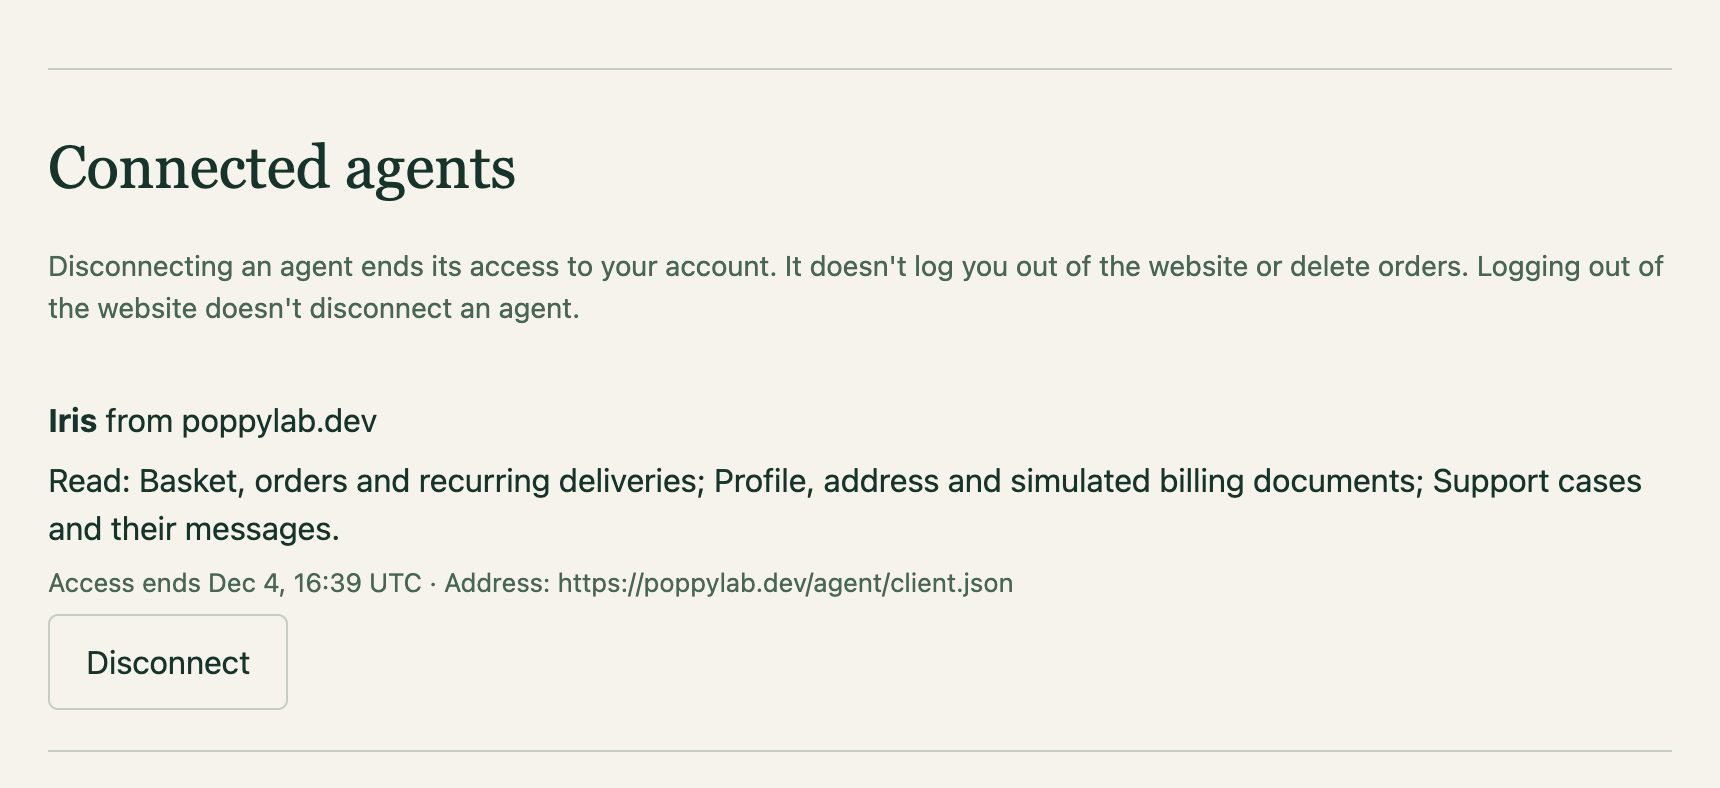 Connected agents
Disconnecting an agent ends its access to your account. It doesn't log you out of the website or delete orders. Logging out of
the website doesn't disconnect an agent.
Iris from poppylab.dev
Read: Basket, orders and recurring deliveries; Profile, address and simulated billing documents; Support cases
and their messages.
Access ends Dec 4, 16:39 UTC · Address: https://poppylab.dev/agent/client.json
Disconnect